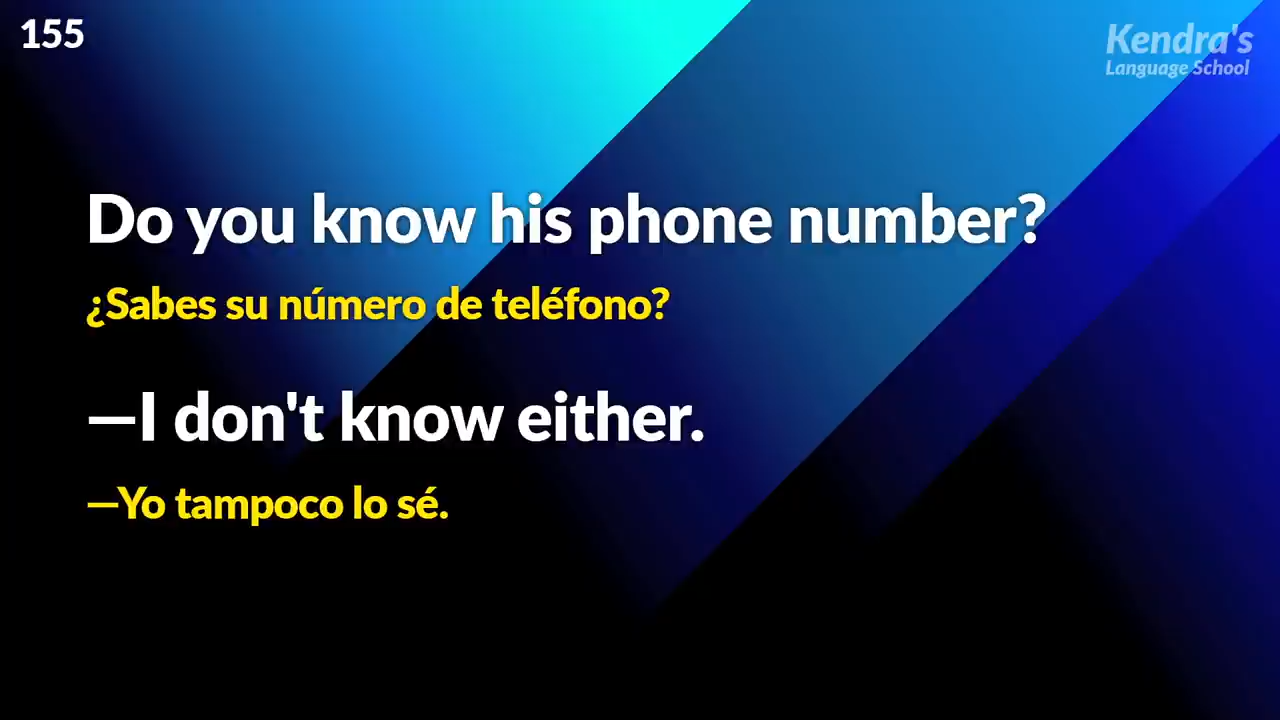 155
Kendra's
Language School
Do you know his phone number?
¿Sabes su número de teléfono?
—I don't know either.
—Yo tampoco lo sé.